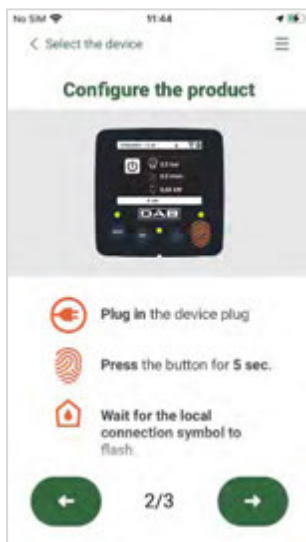 No SIM
11:44
Select the device
Configure the product
DAB
Plug in the device plug
Press the button for 5 sec.
Wait for the local
connection symbol to
flash.
2/3